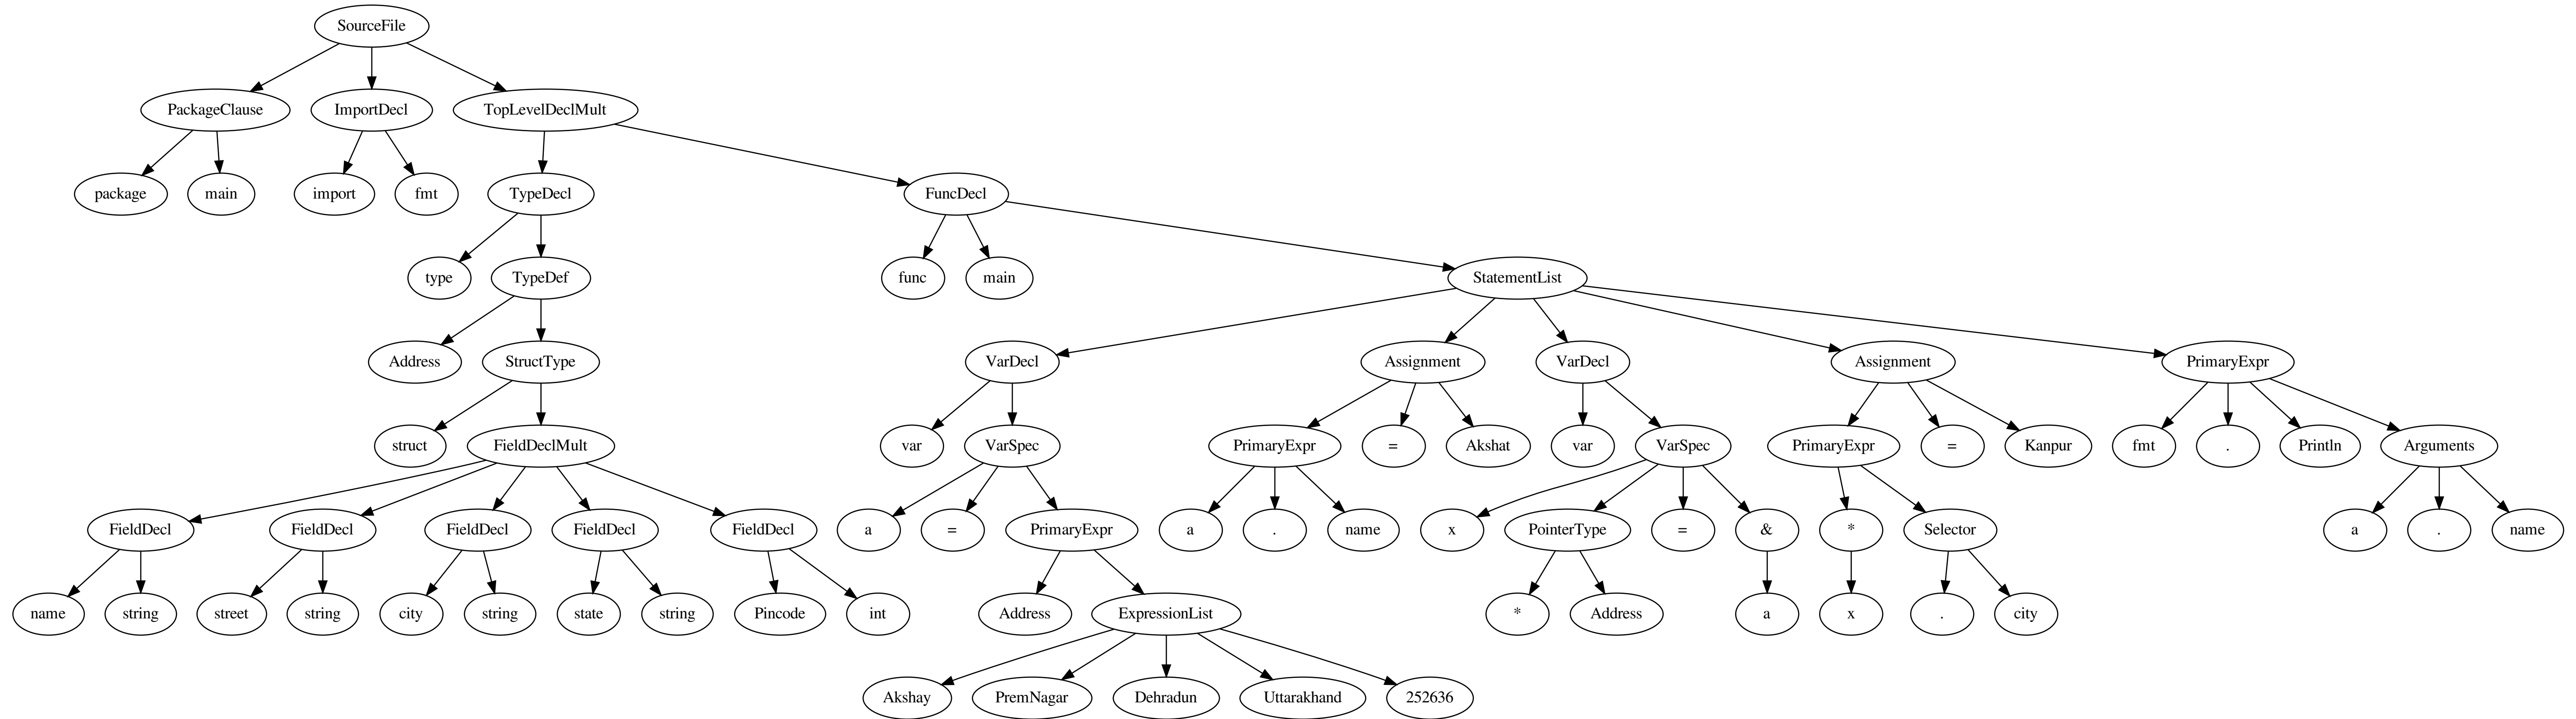 SourceFile
PackageClause ImportDecl TopLevelDeclMult
package main import fmt TypeDecl FuncDecl
type TypeDef func main StatementList
Address StructType VarDecl Assignment VarDecl Assignment PrimaryExpr
struct FieldDeclMult var VarSpec PrimaryExpr = Akshat var VarSpec PrimaryExpr = Kanpur fmt . Println Arguments
FieldDecl FieldDecl FieldDecl FieldDecl FieldDecl a = PrimaryExpr a . name x PointerType = & * Selector a . name
name string street string city string state string Pincode int Address ExpressionList * Address a x . city
Akshay PremNagar Dehradun Uttarakhand 252636